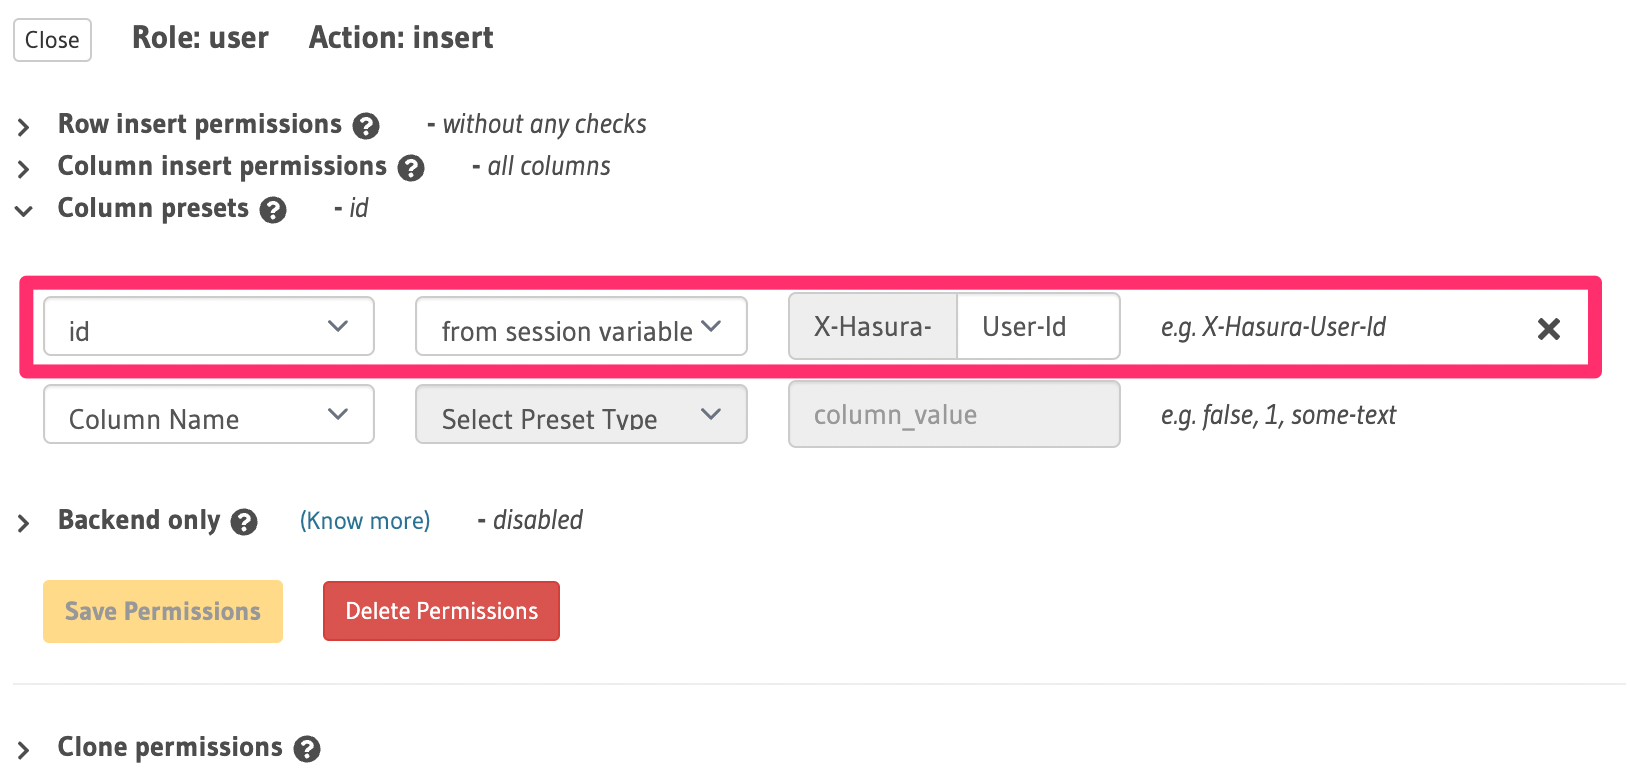 Close Role: user Action: insert
Row insert permissions ? - without any checks
Column insert permissions ? - all columns
Column presets ? - id
id from session variable X-Hasura- User-Id e.g. X-Hasura-User-Id
Column Name Select Preset Type column_value e.g. false, 1, some-text
Backend only ? (Know more) - disabled
Save Permissions Delete Permissions
Clone permissions ?